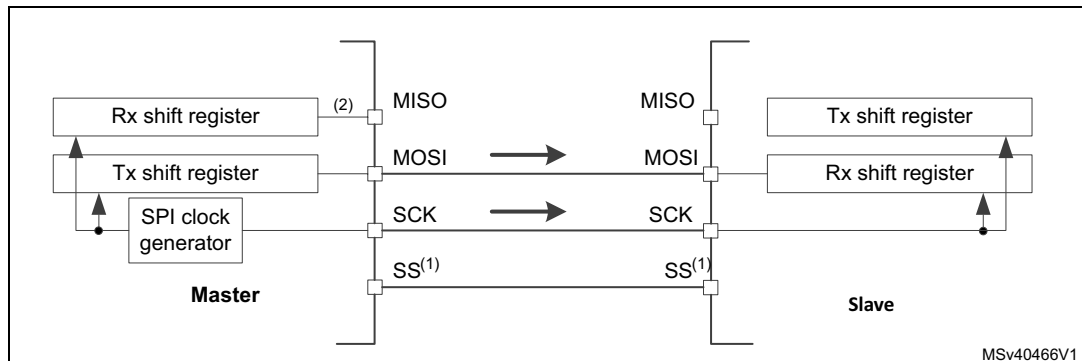 MISO MISO
Rx shift register (2) Tx shift register
MOSI MOSI
Tx shift register Rx shift register
SPI clock
generator
SCK SCK
SS(1) SS(1)
Master Slave
MSv40466V1